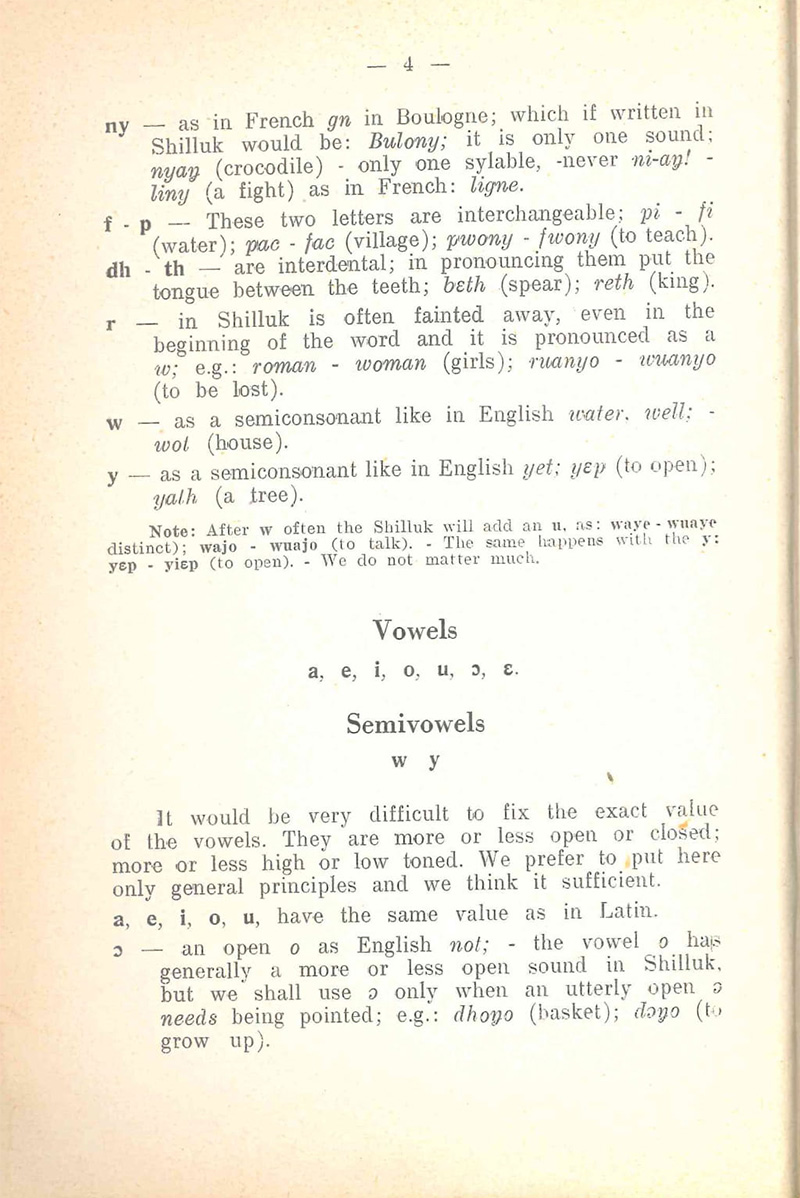 — 4 —
ny — as in French gn in Boulogne; which if written in
Shilluk would be: Bulony; it is only one sound;
nyaŋ (crocodile) - only one sylable, -never ni-aŋ! -
liny (a fight) as in French: ligne.
f - p — These two letters are interchangeable; pi - fi
(water); pac - fac (village); pwony - fwony (to teach).
dh - th — are interdental; in pronouncing them put the
tongue between the teeth; beth (spear); reth (king).
r — in Shilluk is often fainted away, even in the
beginning of the word and it is pronounced as a
w; e.g.: roman - woman (girls); ruanyo - wuanyo
(to be lost).
w — as a semiconsonant like in English water. well; -
wot (house).
y — as a semiconsonant like in English yet; yɛp (to open);
yath (a tree).
Note: After w often the Shilluk will add an u, as: waye - wuaye
distinct); wajo - wuajo (to talk). - The same happens with the y:
yɛp - yiɛp (to open). - We do not matter much.
Vowels
a, e, i, o, u, ɔ, ɛ.
Semivowels
w y
It would be very difficult to fix the exact value
of the vowels. They are more or less open or closed;
more or less high or low toned. We prefer to put here
only general principles and we think it sufficient.
a, e, i, o, u, have the same value as in Latin.
ɔ — an open o as English not; - the vowel o has
generally a more or less open sound in Shilluk,
but we shall use ɔ only when an utterly open ɔ
needs being pointed; e.g.: dhoyo (basket); dɔyo (to
grow up).